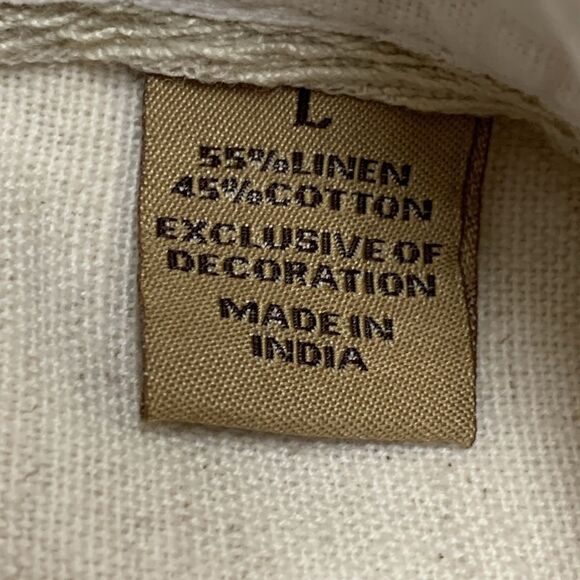 L
55%LINEN
45%COTTON
EXCLUSIVE OF
DECORATION
MADE IN
INDIA